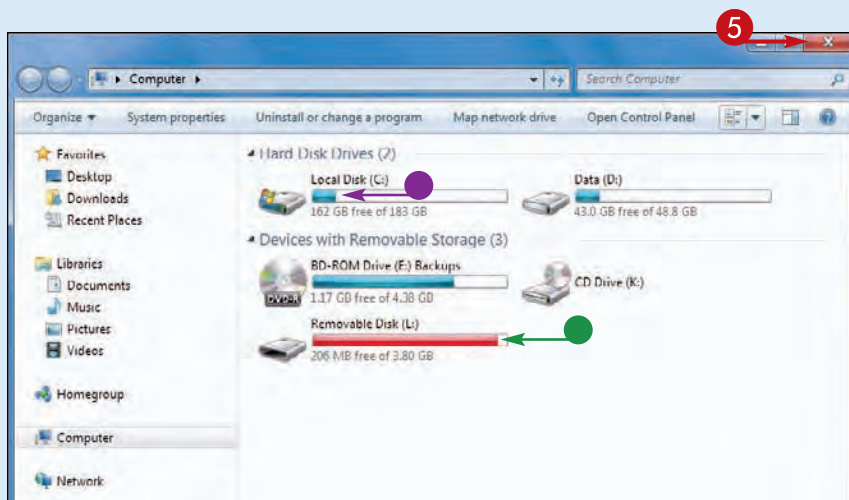 5
Computer
Search Computer
Organize
System properties
Uninstall or change a program
Map network drive
Open Control Panel
Favorites
Desktop
Downloads
Recent Places
Libraries
Documents
Music
Pictures
Videos
Homegroup
Computer
Network
Hard Disk Drives (2)
Local Disk (C:)
162 GB free of 183 GB
Data (D:)
43.0 GB free of 48.8 GB
Devices with Removable Storage (3)
BD-ROM Drive (E:) Backups
DVD-R
1.17 GB free of 4.38 GB
CD Drive (K:)
Removable Disk (L:)
206 MB free of 3.80 GB